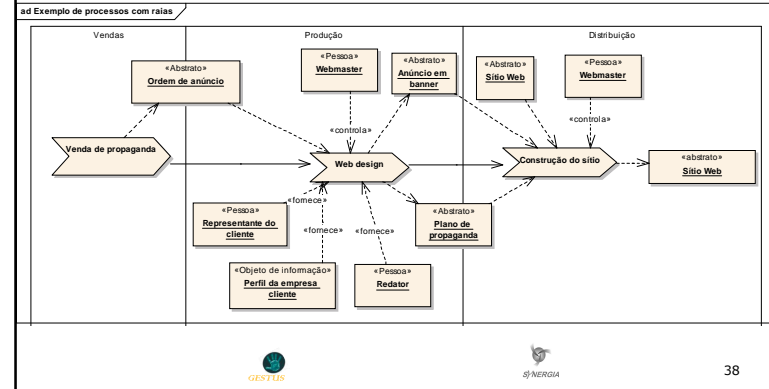 ad Exemplo de processos com raias
Vendas
Produção
Distribuição
«Abstrato»
Ordem de anúncio
«Pessoa»
Webmaster
«Abstrato»
Anúncio em
banner
«Abstrato»
Sítio Web
«Pessoa»
Webmaster
«controla»
«controla»
Venda de propaganda
Web design
Construção do sítio
«abstrato»
Sítio Web
«fornece»
«Pessoa»
Representante do
cliente
«fornece»
«fornece»
«Abstrato»
Plano de
propaganda
«Objeto de informação»
Perfil da empresa
cliente
«Pessoa»
Redator
GESTUS
SYNERGIA
38